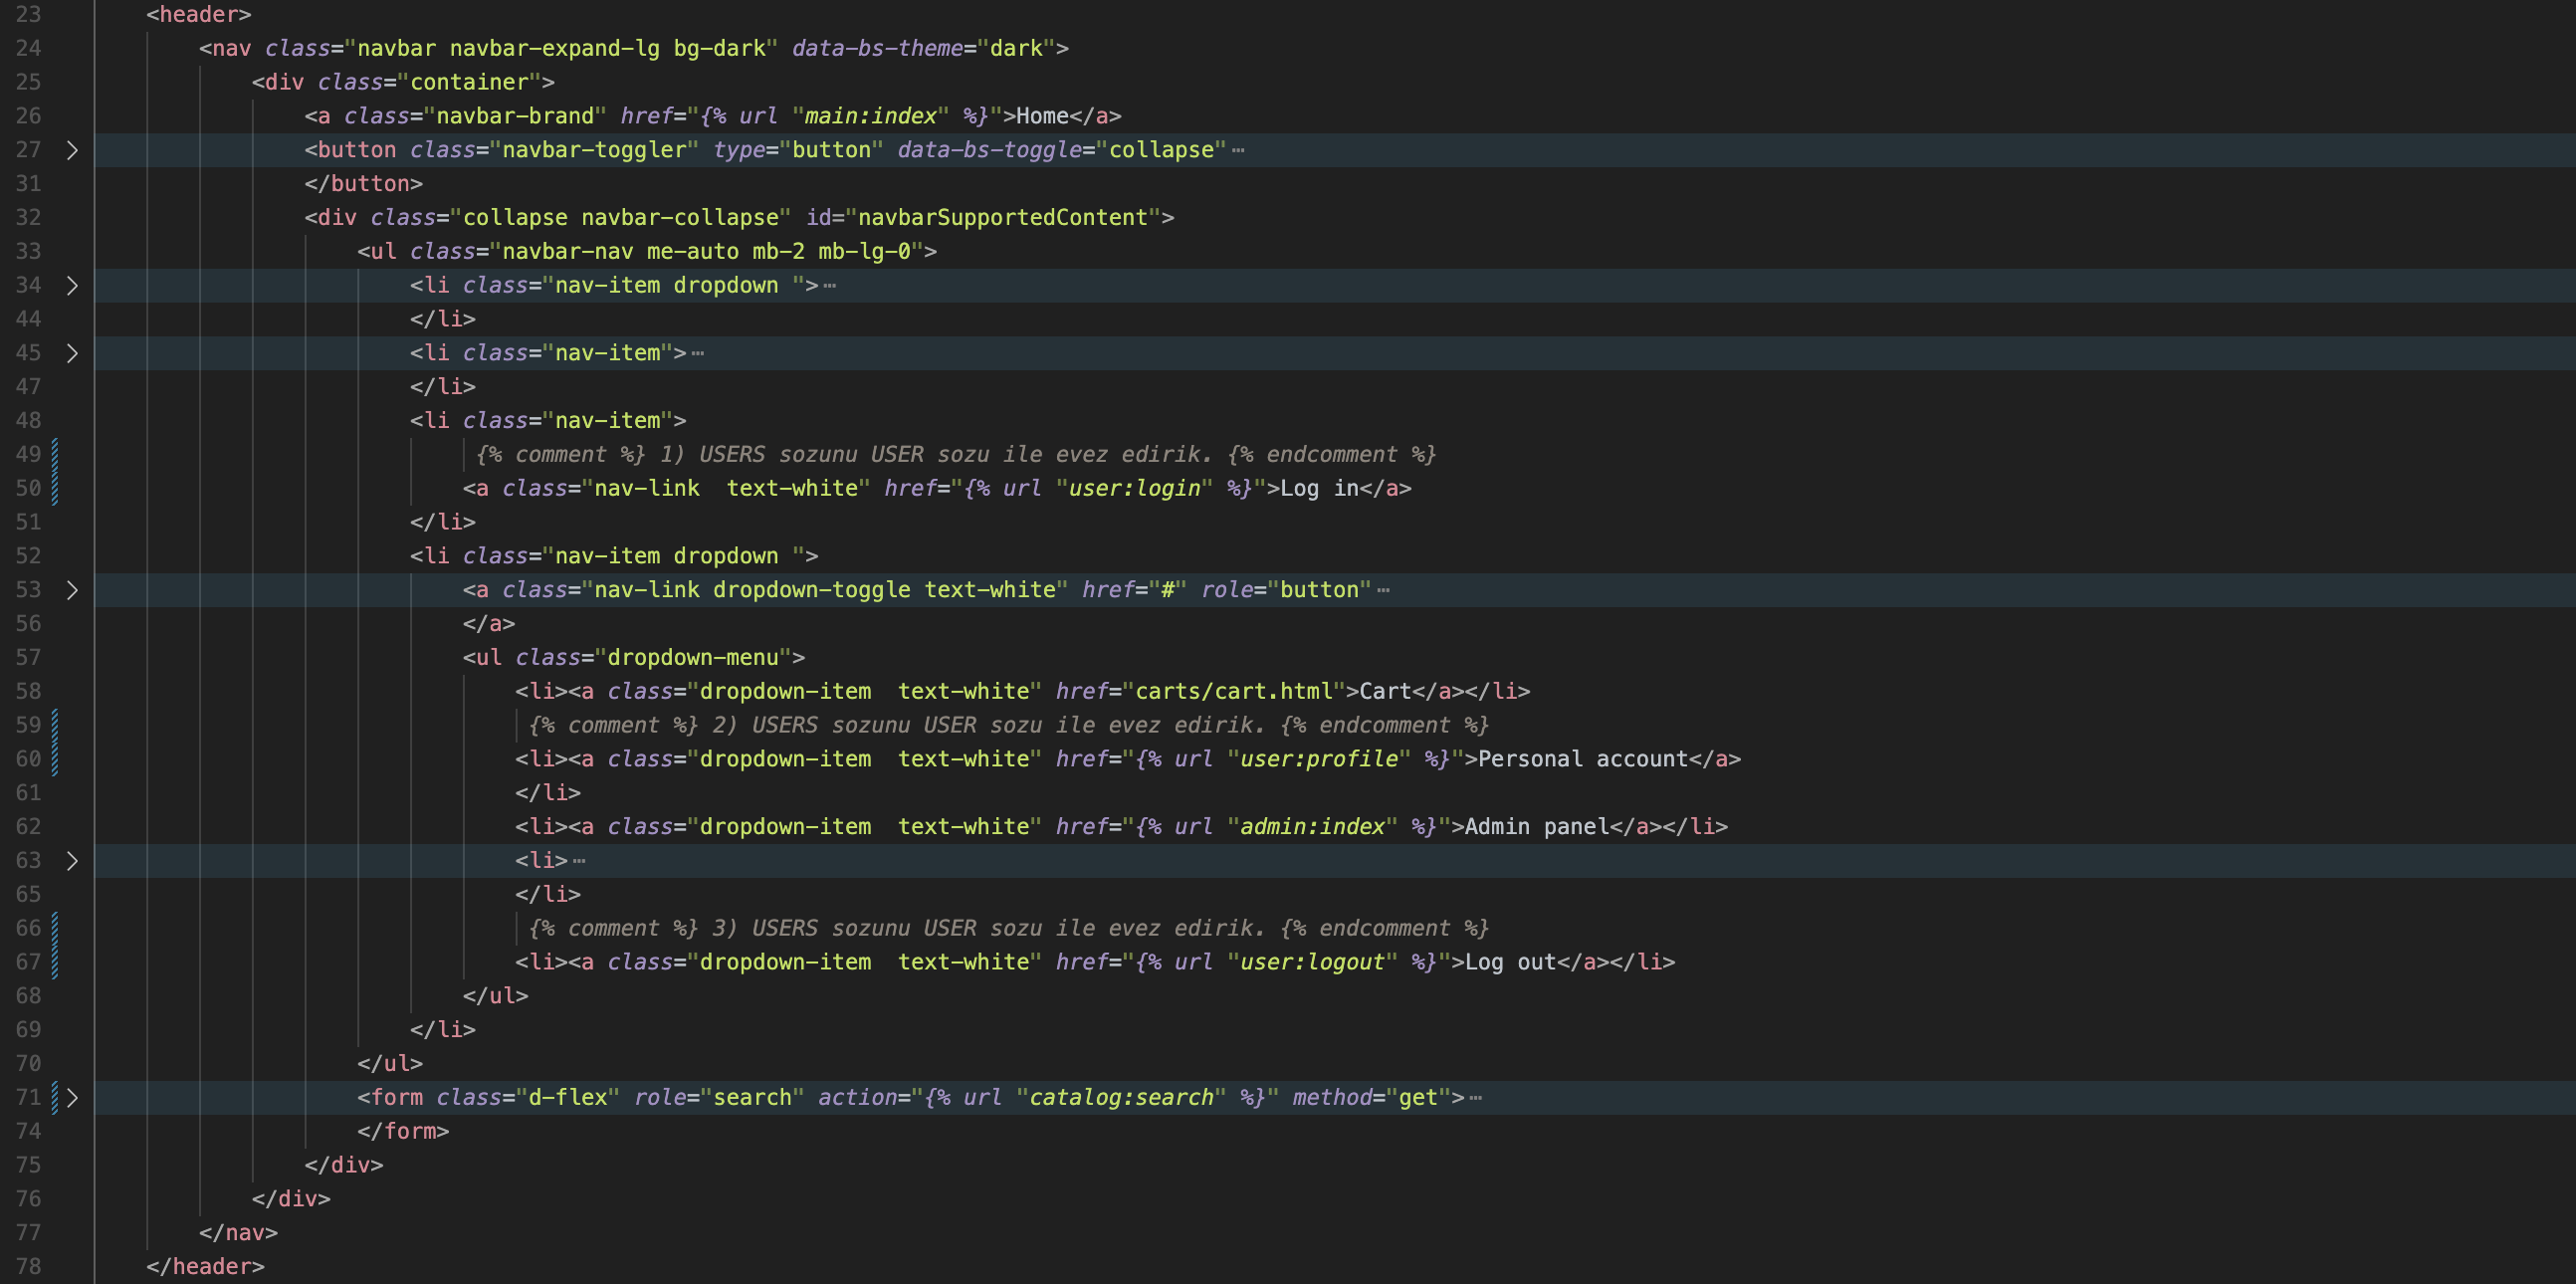 23 <header>
24 <nav class="navbar navbar-expand-lg bg-dark" data-bs-theme="dark">
25 <div class="container">
26 <a class="navbar-brand" href="{% url "main:index" %}">Home</a>
27 <button class="navbar-toggler" type="button" data-bs-toggle="collapse" ⋯
31 </button>
32 <div class="collapse navbar-collapse" id="navbarSupportedContent">
33 <ul class="navbar-nav me-auto mb-2 mb-lg-0">
34 <li class="nav-item dropdown "> ⋯
44 </li>
45 <li class="nav-item"> ⋯
47 </li>
48 <li class="nav-item">
49 {% comment %} 1) USERS sozunu USER sozu ile evez edirik. {% endcomment %}
50 <a class="nav-link  text-white" href="{% url "user:login" %}">Log in</a>
51 </li>
52 <li class="nav-item dropdown ">
53 <a class="nav-link dropdown-toggle text-white" href="#" role="button" ⋯
56 </a>
57 <ul class="dropdown-menu">
58 <li><a class="dropdown-item  text-white" href="carts/cart.html">Cart</a></li>
59 {% comment %} 2) USERS sozunu USER sozu ile evez edirik. {% endcomment %}
60 <li><a class="dropdown-item  text-white" href="{% url "user:profile" %}">Personal account</a>
61 </li>
62 <li><a class="dropdown-item  text-white" href="{% url "admin:index" %}">Admin panel</a></li>
63 <li> ⋯
65 </li>
66 {% comment %} 3) USERS sozunu USER sozu ile evez edirik. {% endcomment %}
67 <li><a class="dropdown-item  text-white" href="{% url "user:logout" %}">Log out</a></li>
68 </ul>
69 </li>
70 </ul>
71 <form class="d-flex" role="search" action="{% url "catalog:search" %}" method="get"> ⋯
74 </form>
75 </div>
76 </div>
77 </nav>
78 </header>